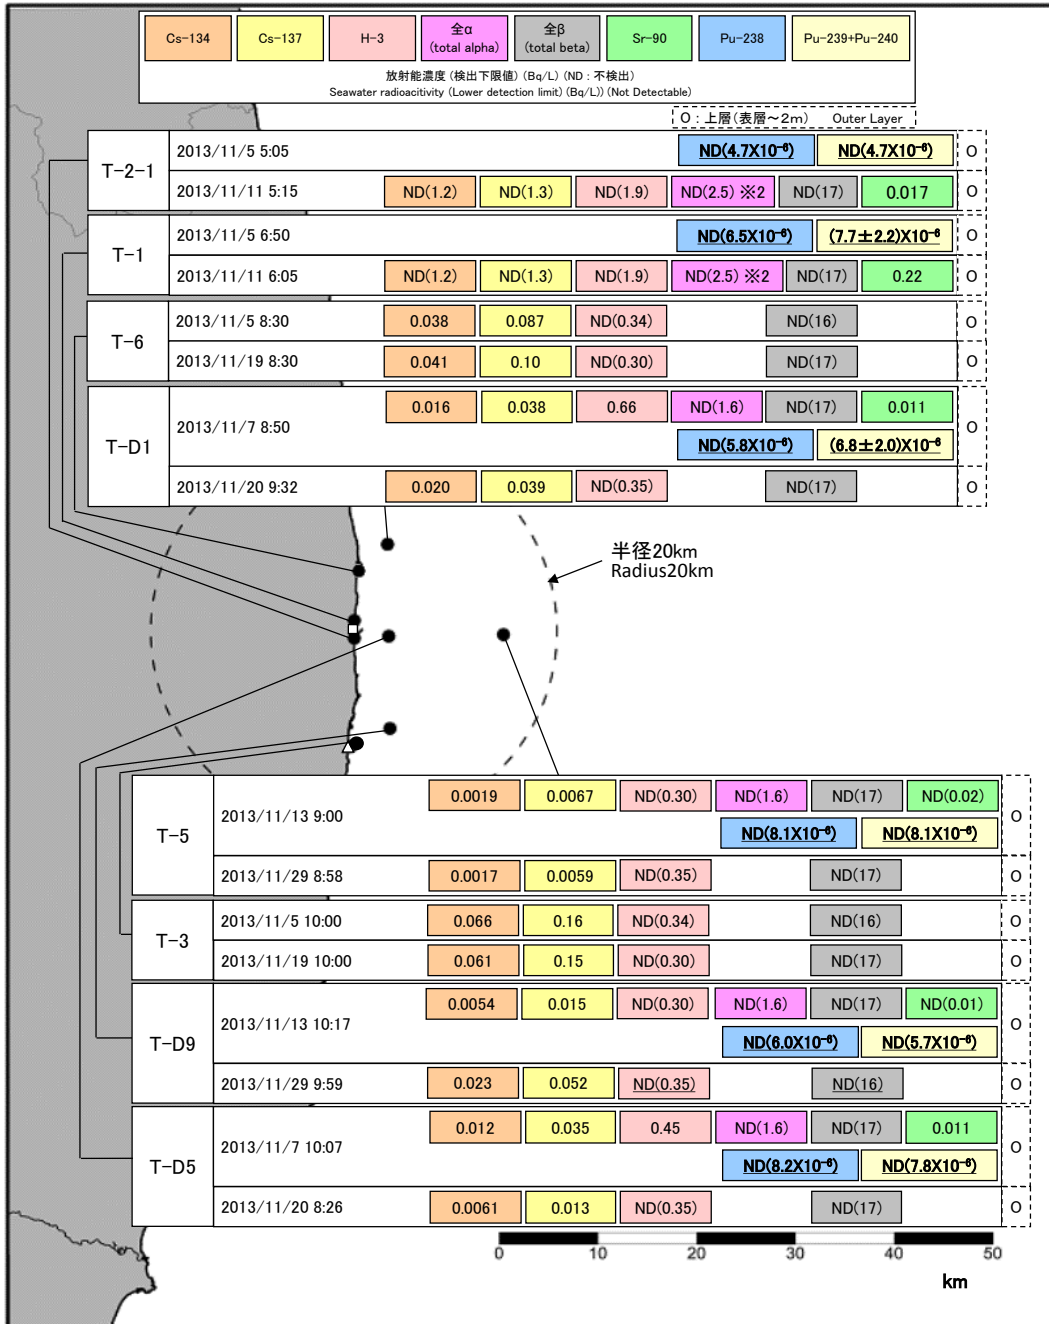 Cs-134 Cs-137 H-3 全α (total alpha) 全β (total beta) Sr-90 Pu-238 Pu-239+Pu-240
放射能濃度 (検出下限値) (Bq/L) (ND : 不検出)
Seawater radioacitivity (Lower detection limit) (Bq/L)) (Not Detectable)
O : 上層(表層～2m) Outer Layer
T-2-1
2013/11/5 5:05 ND(4.7X10⁻⁶) ND(4.7X10⁻⁶) O
2013/11/11 5:15 ND(1.2) ND(1.3) ND(1.9) ND(2.5) ※2 ND(17) 0.017 O
T-1
2013/11/5 6:50 ND(6.5X10⁻⁶) (7.7±2.2)X10⁻⁶ O
2013/11/11 6:05 ND(1.2) ND(1.3) ND(1.9) ND(2.5) ※2 ND(17) 0.22 O
T-6
2013/11/5 8:30 0.038 0.087 ND(0.34) ND(16) O
2013/11/19 8:30 0.041 0.10 ND(0.30) ND(17) O
T-D1
2013/11/7 8:50 0.016 0.038 0.66 ND(1.6) ND(17) 0.011 O
ND(5.8X10⁻⁶) (6.8±2.0)X10⁻⁶
2013/11/20 9:32 0.020 0.039 ND(0.35) ND(17) O
半径20km
Radius20km
T-5
2013/11/13 9:00 0.0019 0.0067 ND(0.30) ND(1.6) ND(17) ND(0.02) O
ND(8.1X10⁻⁶) ND(8.1X10⁻⁶)
2013/11/29 8:58 0.0017 0.0059 ND(0.35) ND(17) O
T-3
2013/11/5 10:00 0.066 0.16 ND(0.34) ND(16) O
2013/11/19 10:00 0.061 0.15 ND(0.30) ND(17) O
T-D9
2013/11/13 10:17 0.0054 0.015 ND(0.30) ND(1.6) ND(17) ND(0.01) O
ND(6.0X10⁻⁶) ND(5.7X10⁻⁶)
2013/11/29 9:59 0.023 0.052 ND(0.35) ND(16) O
T-D5
2013/11/7 10:07 0.012 0.035 0.45 ND(1.6) ND(17) 0.011 O
ND(8.2X10⁻⁶) ND(7.8X10⁻⁶)
2013/11/20 8:26 0.0061 0.013 ND(0.35) ND(17) O
0 10 20 30 40 50
km